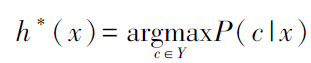 h*(x) = argmax P(c|x)
c∈Y